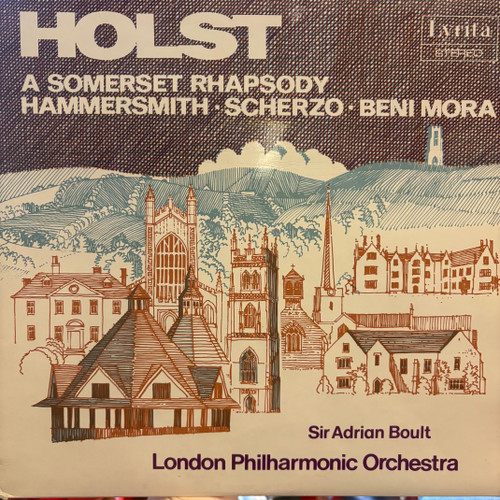 HOLST
Lyrita
STEREO
A SOMERSET RHAPSODY
HAMMERSMITH · SCHERZO · BENI MORA
Sir Adrian Boult
London Philharmonic Orchestra